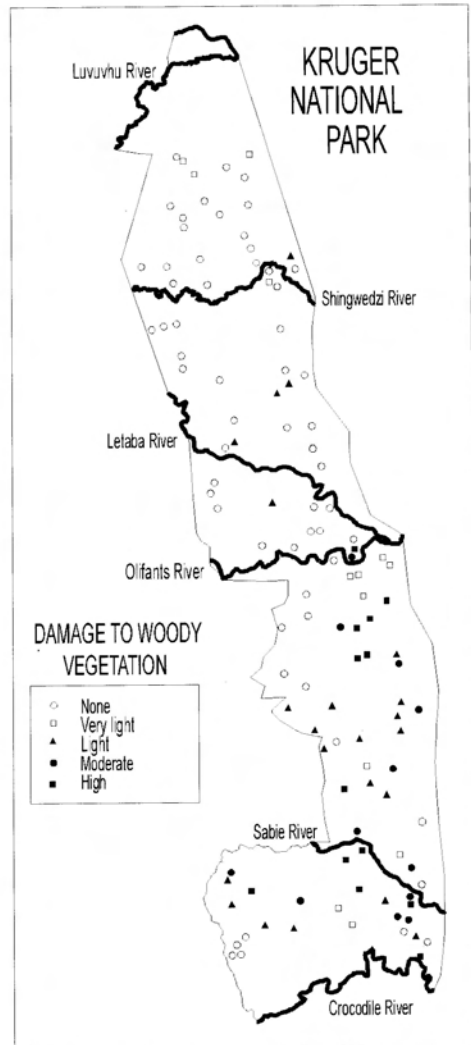 KRUGER
NATIONAL
PARK
Luvuvhu River
Shingwedzi River
Letaba River
Olifants River
DAMAGE TO WOODY
VEGETATION
None
Very light
Light
Moderate
High
Sabie River
Crocodile River